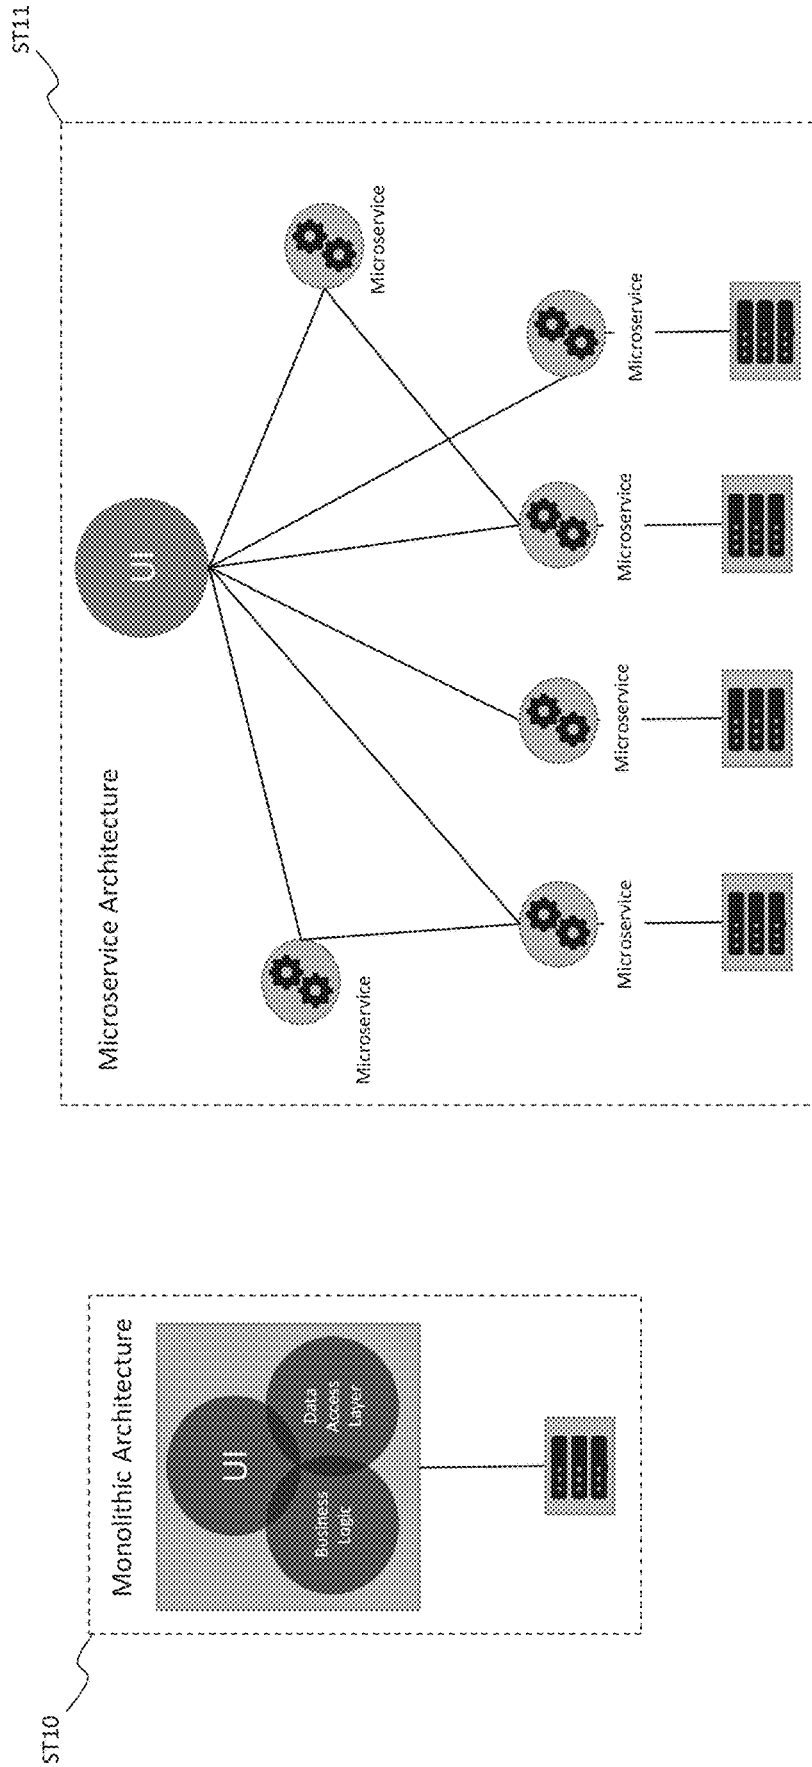 ST10
Monolithic Architecture
UI
Business
Logic
Data
Access
Layer
ST11
Microservice Architecture
UI
Microservice
Microservice
Microservice
Microservice
Microservice
Microservice